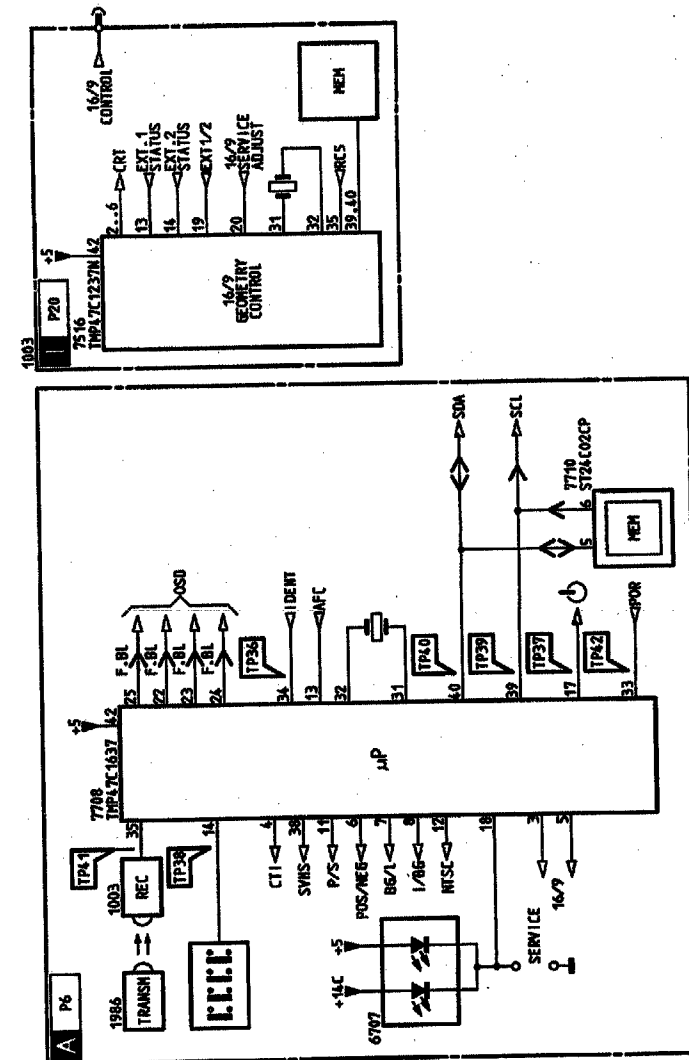 A
P6
1986
TRANSM
1003
REC
TP41
TP38
7708
TMP47C1637
+5
42
35
14
4
38
11
6
7
8
12
18
3
5
CTI
SVHS
P/S
POS/NEG
BG/L
I/BG
NTSC
+14C
+5
6707
SERVICE
16/9
µP
25
22
23
24
F.BL
F.BL
F.BL
F.BL
OSD
TP36
34
IDENT
13
AFC
32
31
TP40
40
SDA
TP39
39
SCL
TP37
17
TP42
33
POR
7710
ST24C02CP
5
6
MEM
1003
P20
7516
TMP47C1237N
+5
42
16/9
GEOMETRY
CONTROL
2..6
CRT
13
EXT.1
STATUS
14
EXT.2
STATUS
19
EXT1/2
20
16/9
SERVICE
ADJUST
31
32
35
RC5
39.40
MEM
16/9
CONTROL